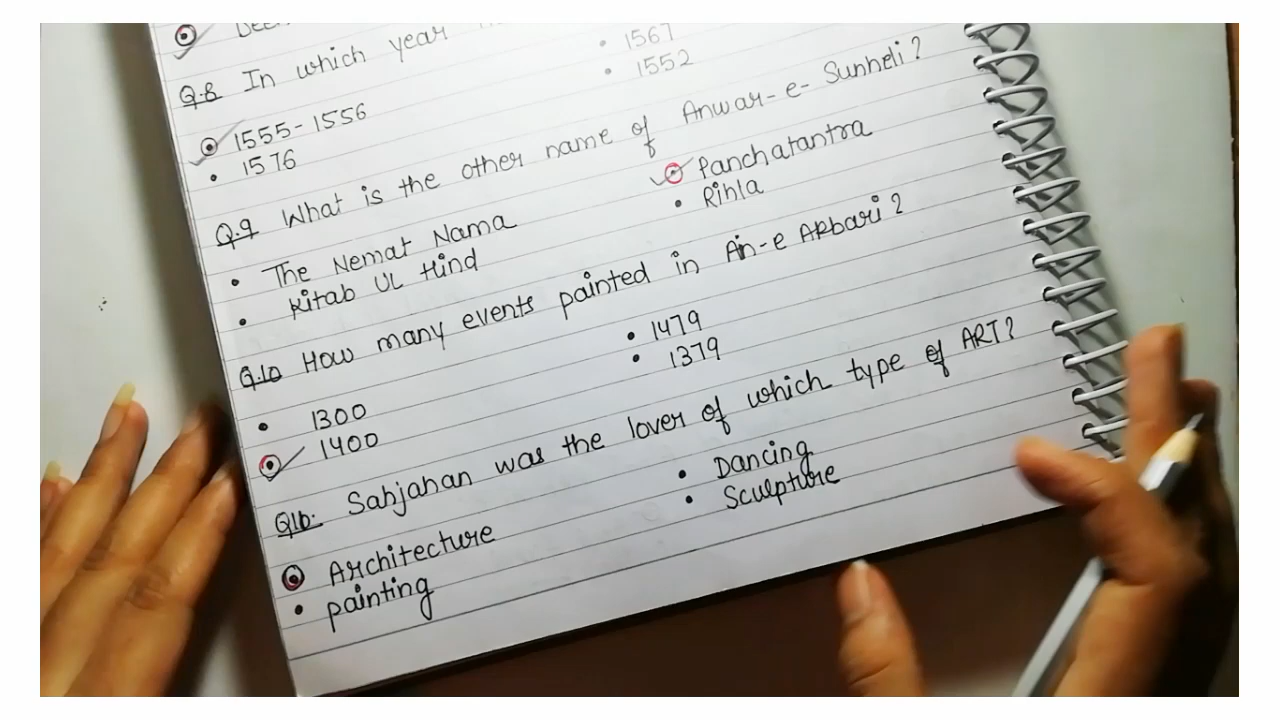 Q.8 In which year
1555-1556
• 1567
• 1576
• 1552
Q.9 What is the other name of Anwar-e-Sunheli?
• The Nemat Nama
Panchatantra
• Kitab UL Hind
• Rihla
Q.10 How many events painted in Ain-e Akbari?
• 1300
• 1479
1400
• 1379
Q1b. Sahjahan was the lover of which type of ART?
Architecture
• Dancing
• painting
• Sculpture